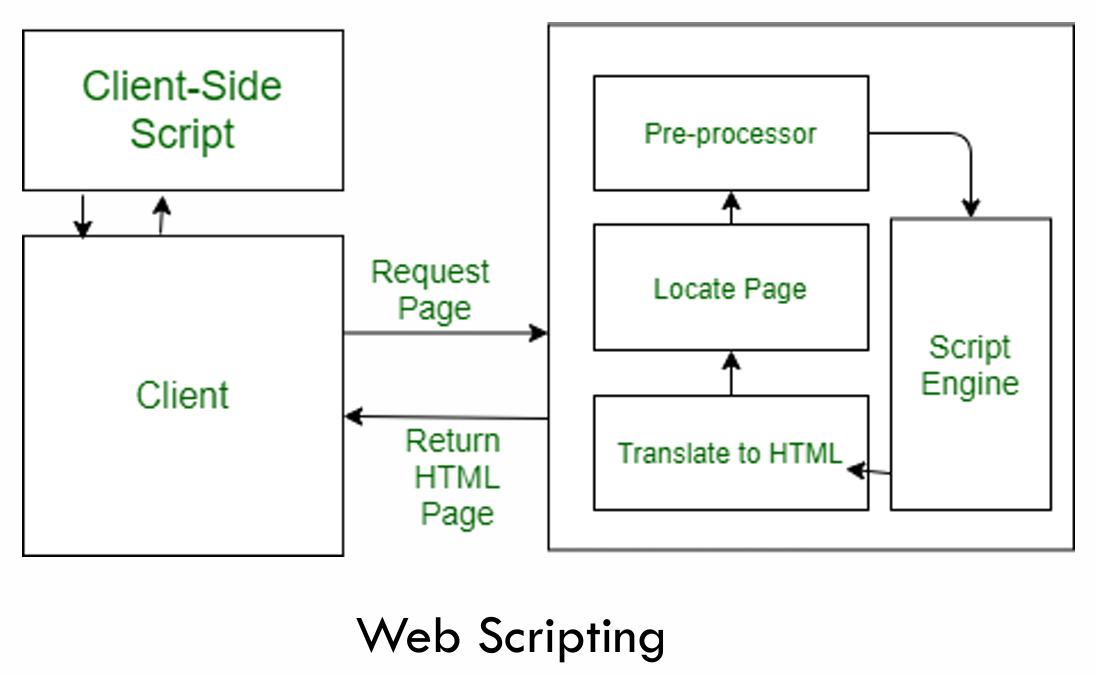 Client-Side
Script
Client
Request
Page
Return
HTML
Page
Pre-processor
Locate Page
Translate to HTML
Script
Engine
Web Scripting